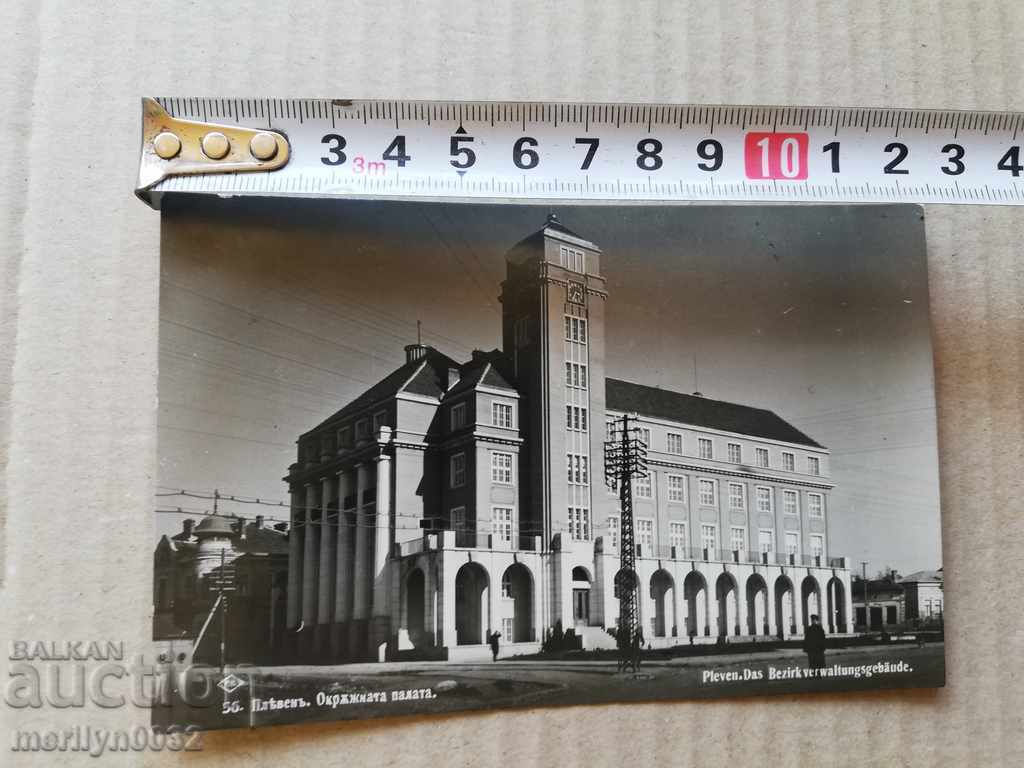 3 4 5 6 7 8 9 10 1 2 3 4
3m
Pleven. Das Bezirkverwaltungsgebäude.
56. Плѣвенъ. Окрѫжната палата.
BALKAN
auction
merilyn0032